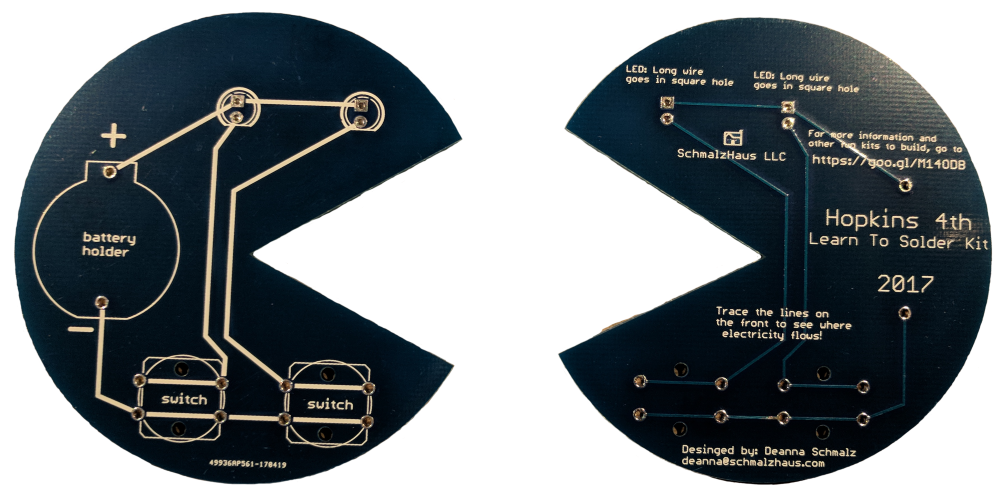 +
battery
holder
-
switch
switch
49936AP561-178419
LED: Long wire
goes in square hole
LED: Long wire
goes in square hole
SchmalzHaus LLC
For more information and
other fun kits to build, go to
https://goo.gl/M14ODB
Hopkins 4th
Learn To Solder Kit
2017
Trace the lines on
the front to see where
electricity flows!
Desinged by: Deanna Schmalz
deanna@schmalzhaus.com